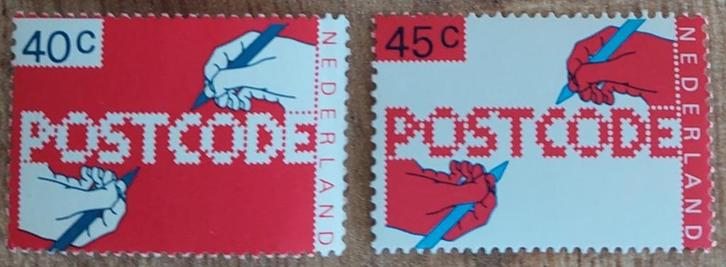 40c
POSTCODE
NEDERLAND
45c
POSTCODE
NEDERLAND